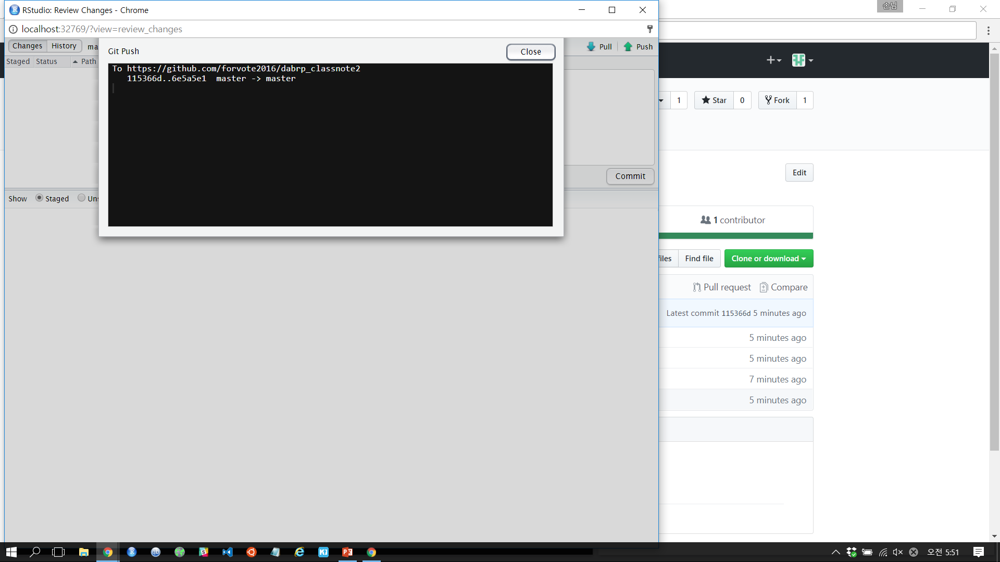 RStudio: Review Changes - Chrome
손님
localhost:32769/?view=review_changes
Changes History
Pull Push
Staged Status Path
Git Push
Close
To https://github.com/forvote2016/dabrp_classnote2
115366d..6e5a5e1 master -> master
Commit
Show Staged
1 Star 0 Fork 1
Edit
1 contributor
Find file Clone or download
Pull request Compare
Latest commit 115366d 5 minutes ago
5 minutes ago
5 minutes ago
7 minutes ago
5 minutes ago
오전 5:51